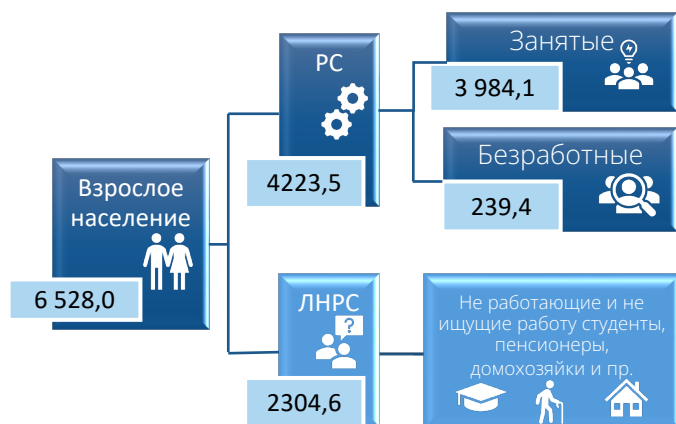 Взрослое
население
6 528,0
РС
4223,5
Занятые
3 984,1
Безработные
239,4
ЛНРС
?
2304,6
Не работающие и не
ищущие работу студенты,
пенсионеры,
домохозяйки и пр.